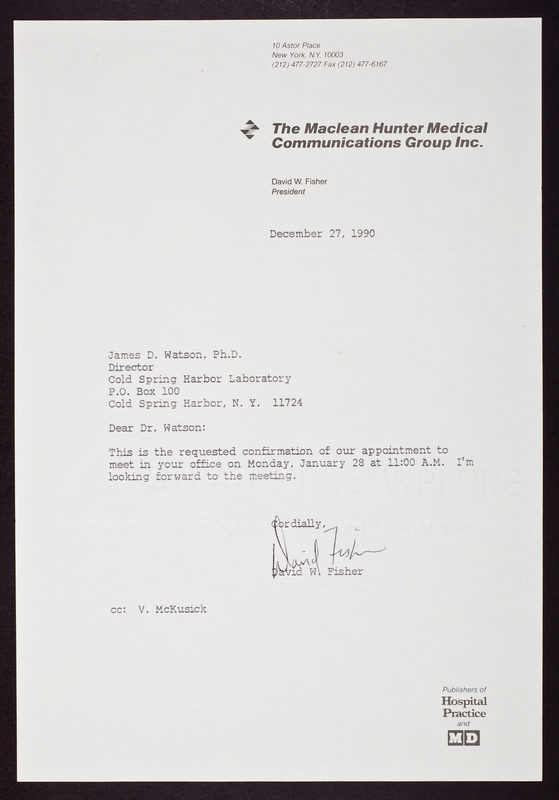 10 Astor Place
New York, N.Y. 10003
(212) 477-2727 Fax (212) 477-6167
The Maclean Hunter Medical
Communications Group Inc.
David W. Fisher
President
December 27, 1990
James D. Watson, Ph.D.
Director
Cold Spring Harbor Laboratory
P.O. Box 100
Cold Spring Harbor, N. Y. 11724
Dear Dr. Watson:
This is the requested confirmation of our appointment to
meet in your office on Monday, January 28 at 11:00 A.M. I'm
looking forward to the meeting.
Cordially,
David Fisher
David W. Fisher
cc: V. McKusick
Publishers of
Hospital
Practice
and
MD